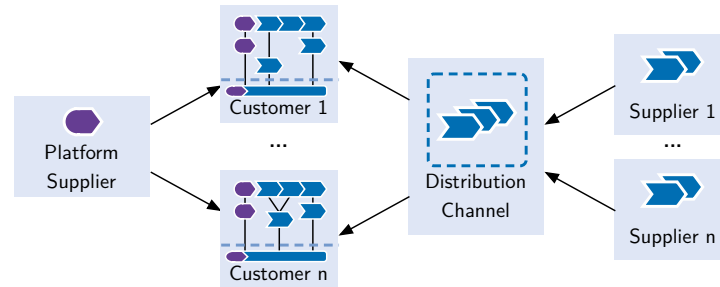 Platform
Supplier
Customer 1
...
Customer n
Distribution
Channel
Supplier 1
...
Supplier n